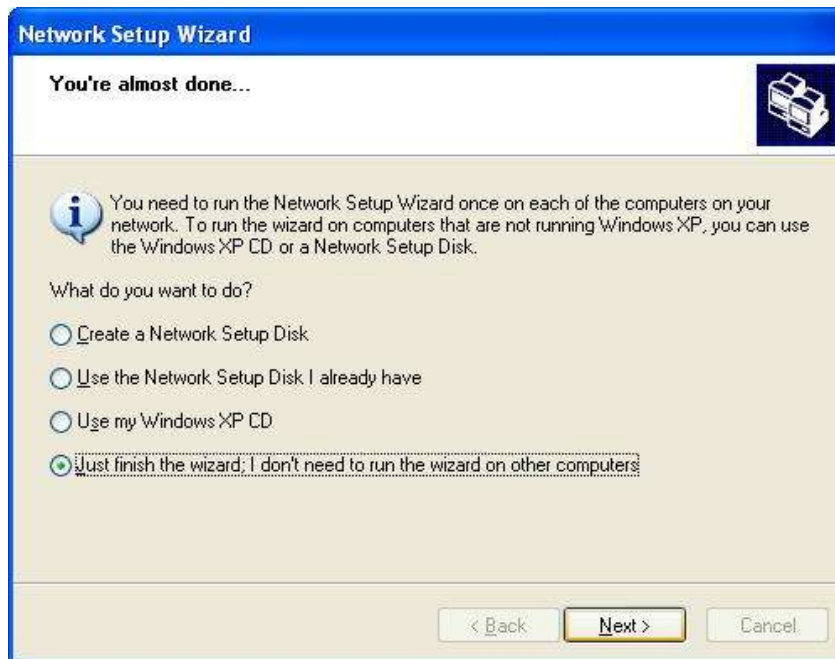 Network Setup Wizard
You're almost done...
You need to run the Network Setup Wizard once on each of the computers on your
network. To run the wizard on computers that are not running Windows XP, you can use
the Windows XP CD or a Network Setup Disk.
What do you want to do?
Create a Network Setup Disk
Use the Network Setup Disk I already have
Use my Windows XP CD
Just finish the wizard; I don't need to run the wizard on other computers
< Back
Next >
Cancel